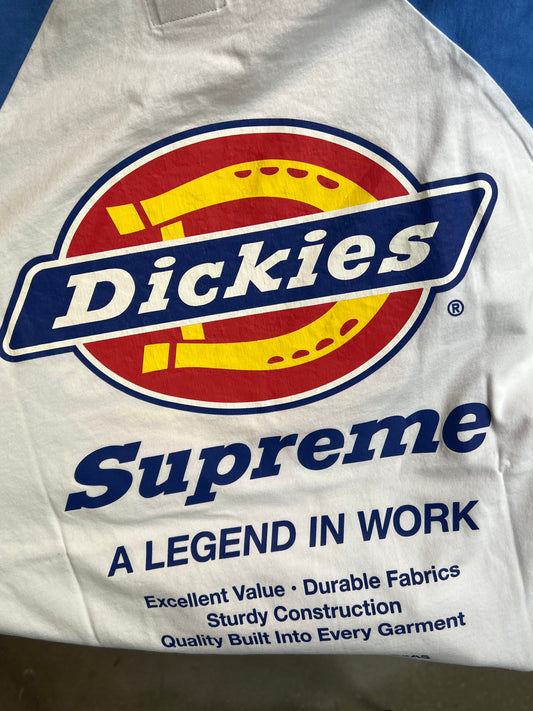 Dickies
®
Supreme
A LEGEND IN WORK
Excellent Value • Durable Fabrics
Sturdy Construction
Quality Built Into Every Garment